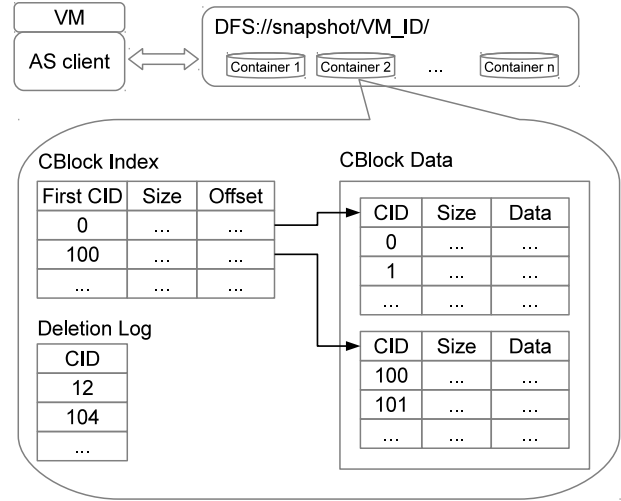 VM
AS client
DFS://snapshot/VM_ID/
Container 1 Container 2 ... Container n
CBlock Index
First CID Size Offset
0 ... ...
100 ... ...
... ... ...
Deletion Log
CID
12
104
...
CBlock Data
CID Size Data
0 ... ...
1 ... ...
... ... ...
CID Size Data
100 ... ...
101 ... ...
... ... ...